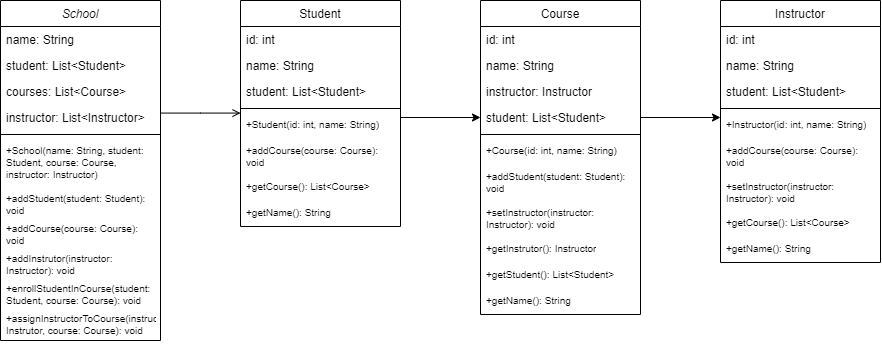 School
name: String
student: List<Student>
courses: List<Course>
instructor: List<Instructor>
+School(name: String, student:
Student, course: Course,
instructor: Instructor)
+addStudent(student: Student):
void
+addCourse(course: Course):
void
+addInstrutor(instructor:
Instructor): void
+enrollStudentInCourse(student:
Student, course: Course): void
+assignInstructorToCourse(instruc
Instrutor, course: Course): void
Student
id: int
name: String
student: List<Student>
+Student(id: int, name: String)
+addCourse(course: Course):
void
+getCourse(): List<Course>
+getName(): String
Course
id: int
name: String
instructor: Instructor
student: List<Student>
+Course(id: int, name: String)
+addStudent(student: Student):
void
+setInstructor(instructor:
Instructor): void
+getInstrutor(): Instructor
+getStudent(): List<Student>
+getName(): String
Instructor
id: int
name: String
student: List<Student>
+Instructor(id: int, name: String)
+addCourse(course: Course):
void
+setInstructor(instructor:
Instructor): void
+getCourse(): List<Course>
+getName(): String